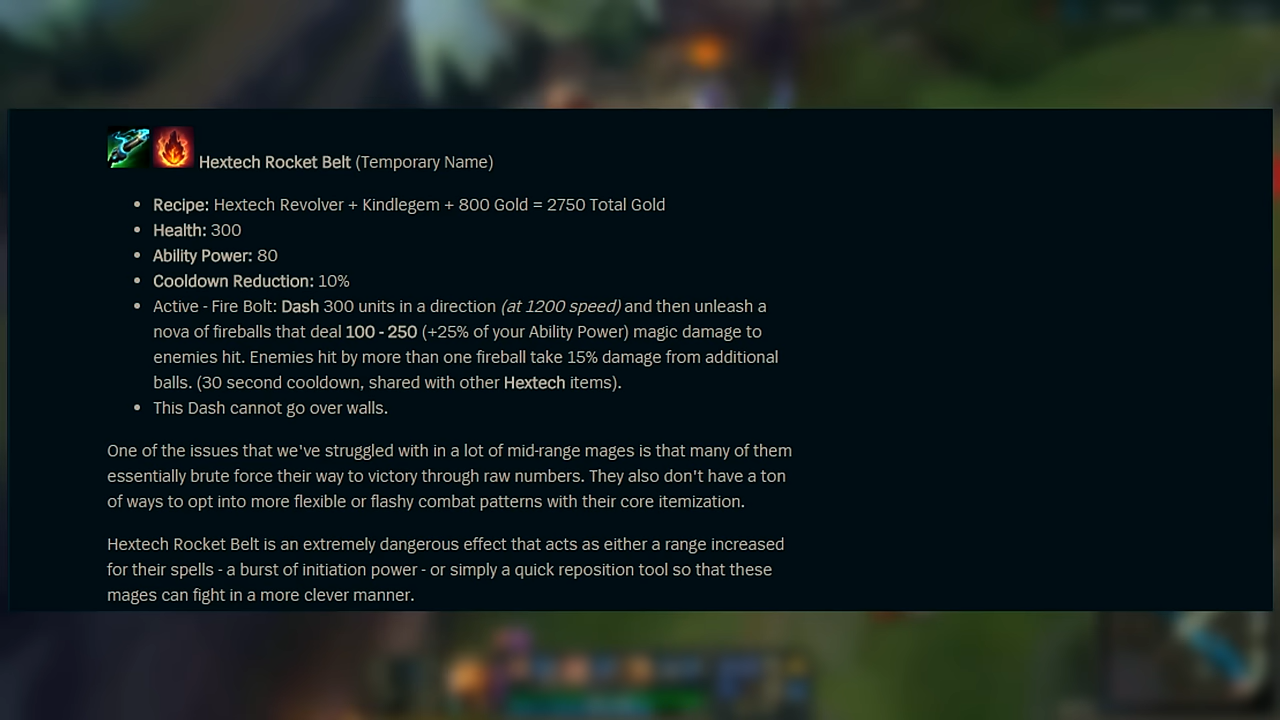 Hextech Rocket Belt (Temporary Name)
• Recipe: Hextech Revolver + Kindlegem + 800 Gold = 2750 Total Gold
• Health: 300
• Ability Power: 80
• Cooldown Reduction: 10%
• Active - Fire Bolt: Dash 300 units in a direction (at 1200 speed) and then unleash a
nova of fireballs that deal 100 - 250 (+25% of your Ability Power) magic damage to
enemies hit. Enemies hit by more than one fireball take 15% damage from additional
balls. (30 second cooldown, shared with other Hextech items).
• This Dash cannot go over walls.
One of the issues that we've struggled with in a lot of mid-range mages is that many of them
essentially brute force their way to victory through raw numbers. They also don't have a ton
of ways to opt into more flexible or flashy combat patterns with their core itemization.
Hextech Rocket Belt is an extremely dangerous effect that acts as either a range increased
for their spells - a burst of initiation power - or simply a quick reposition tool so that these
mages can fight in a more clever manner.